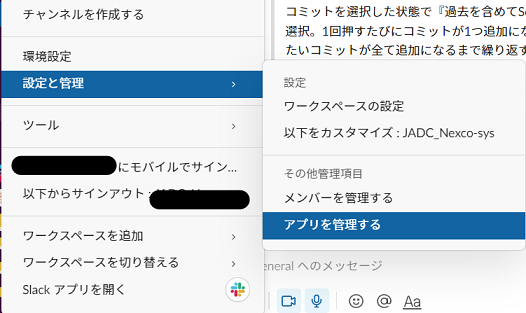 チャンネルを作成する
環境設定
設定と管理
ツール
にモバイルでサイン...
以下からサインアウト :
ワークスペースを追加
ワークスペースを切り替える
Slack アプリを開く
コミットを選択した状態で『過去を含めて
選択。1回押すたびにコミットが1つ追加に
たいコミットが全て追加になるまで繰り返す
設定
ワークスペースの設定
以下をカスタマイズ : JADC_Nexco-sys
その他管理項目
メンバーを管理する
アプリを管理する
eneral へのメッセージ
Aa